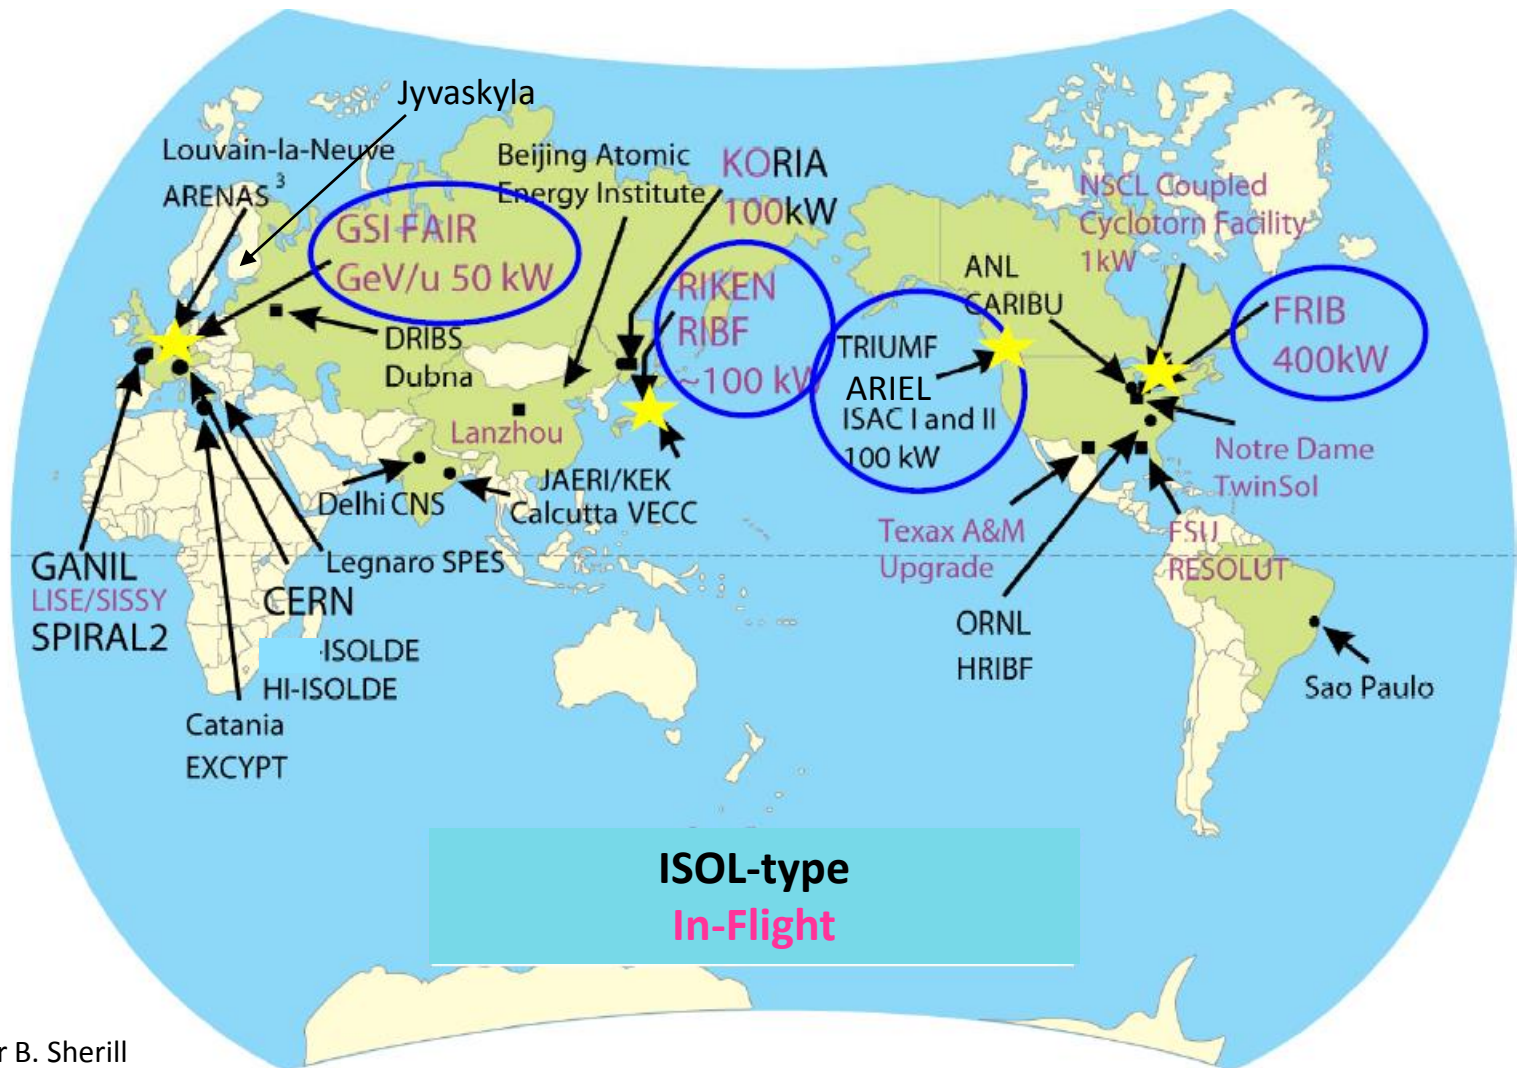 Jyvaskyla
Louvain-la-Neuve
ARENAS 3
GSI FAIR
GeV/u 50 kW
Beijing Atomic
Energy Institute
KORIA
100kW
RIKEN
RIBF
~100 kW
DRIBS
Dubna
Lanzhou
JAERI/KEK
Delhi CNS
Calcutta VECC
GANIL
LISE/SISSY
SPIRAL2
Legnaro SPES
CERN
-ISOLDE
HI-ISOLDE
Catania
EXCYPT
TRIUMF
ARIEL
ISAC I and II
100 kW
ANL
CARIBU
NSCL Coupled
Cyclotorn Facility
1kW
FRIB
400kW
Notre Dame
TwinSol
Texax A&M
Upgrade
FSU
RESOLUT
ORNL
HRIBF
Sao Paulo
ISOL-type
In-Flight
r B. Sherill